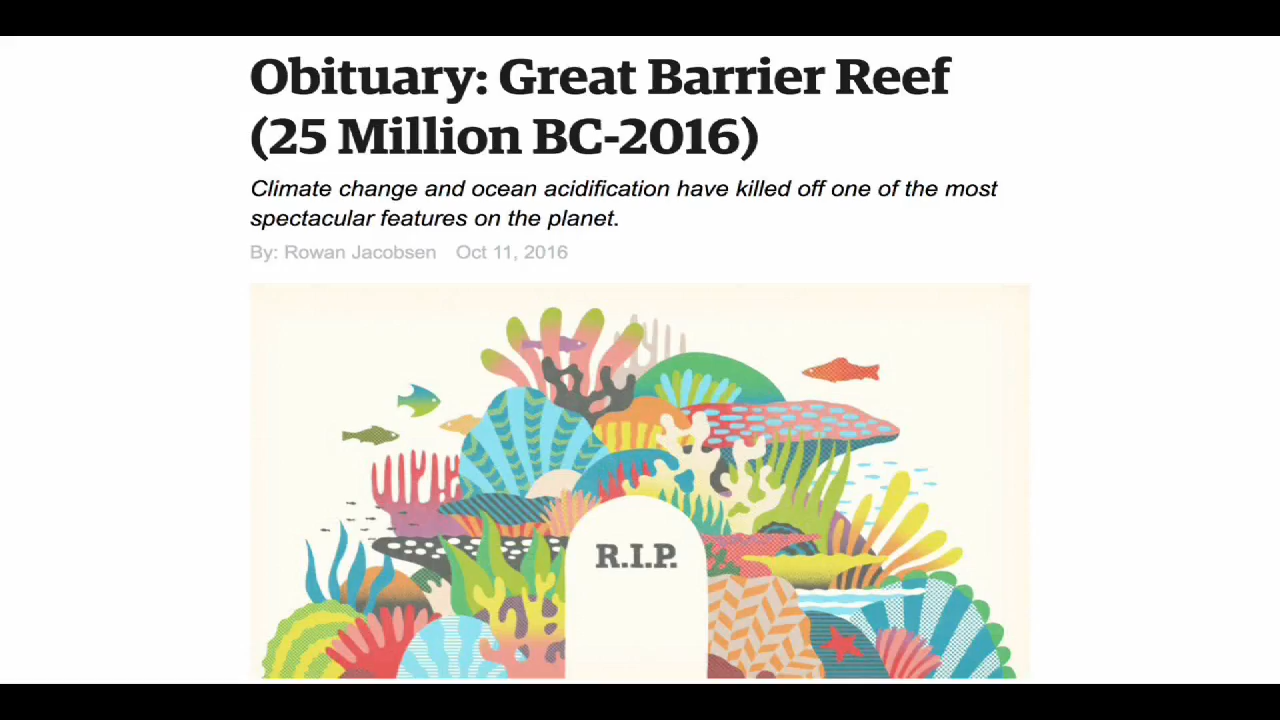 Obituary: Great Barrier Reef
(25 Million BC-2016)
Climate change and ocean acidification have killed off one of the most
spectacular features on the planet.
By: Rowan Jacobsen Oct 11, 2016
R.I.P.